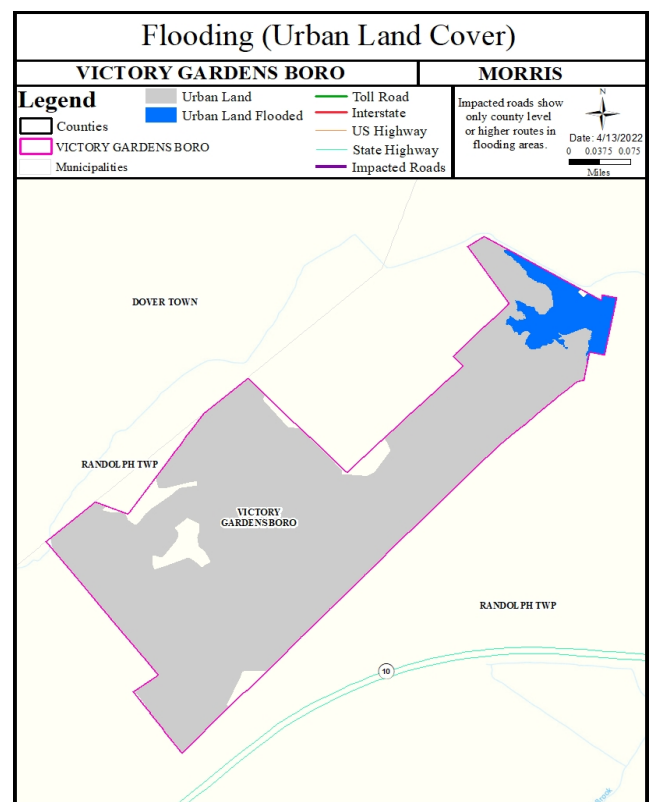 Flooding (Urban Land Cover)
VICTORY GARDENS BORO
MORRIS
Legend
Counties
VICTORY GARDENS BORO
Municipalities
Urban Land
Urban Land Flooded
Toll Road
Interstate
US Highway
State Highway
Impacted Roads
Impacted roads show
only county level
or higher routes in
flooding areas.
N
Date: 4/13/2022
0 0.0375 0.075
Miles
DOVER TOWN
RANDOLPH TWP
VICTORY
GARDENS BORO
RANDOLPH TWP
10